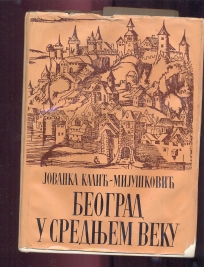 ЈОВАНКА КАЛИЋ-МИЈУШКОВИЋ
БЕОГРАД
У СРЕДЊЕМ ВЕКУ